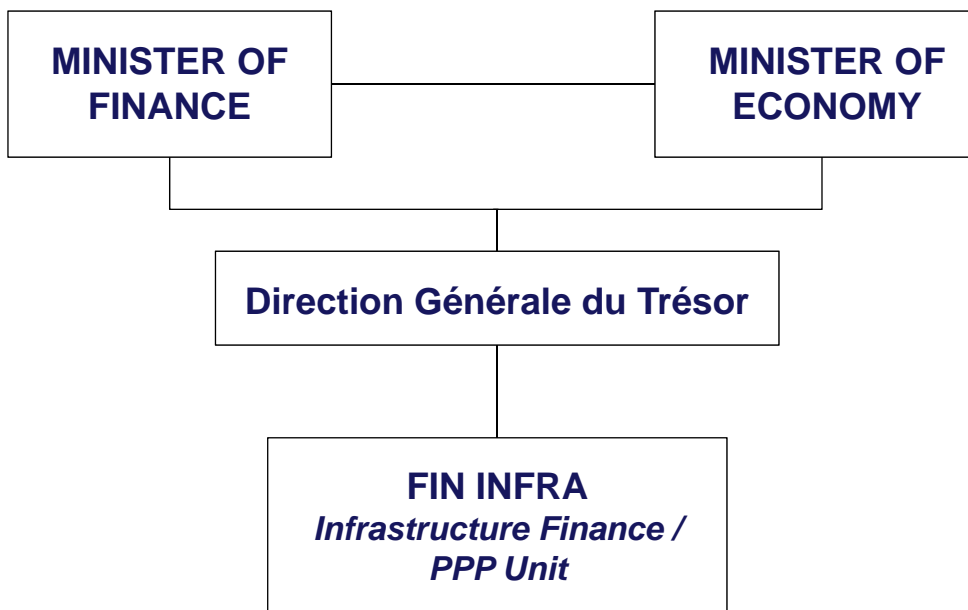 MINISTER OF
FINANCE
MINISTER OF
ECONOMY
Direction Générale du Trésor
FIN INFRA
Infrastructure Finance /
PPP Unit